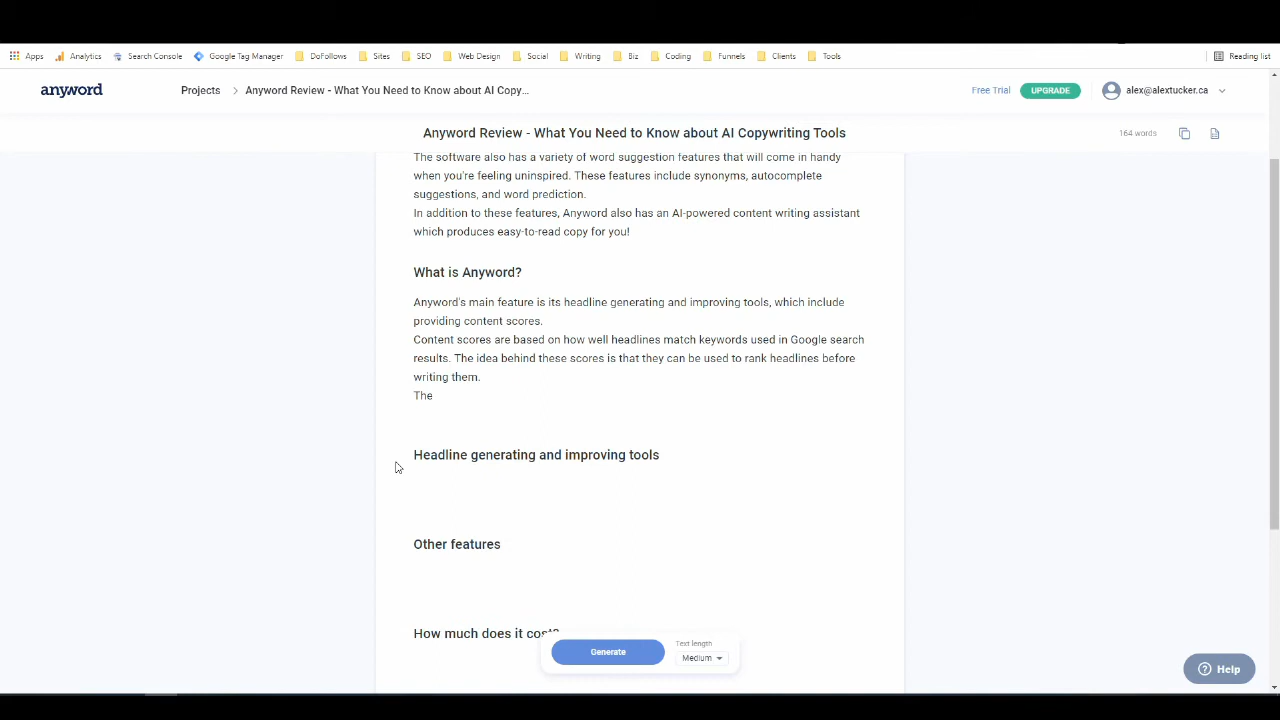 Apps Analytics Search Console Google Tag Manager DoFollows Sites SEO Web Design Social Writing Biz Coding Funnels Clients Tools Reading list
anyword Projects > Anyword Review - What You Need to Know about AI Copy... Free Trial UPGRADE alex@alextucker.ca
Anyword Review - What You Need to Know about AI Copywriting Tools 164 words
The software also has a variety of word suggestion features that will come in handy
when you're feeling uninspired. These features include synonyms, autocomplete
suggestions, and word prediction.
In addition to these features, Anyword also has an AI-powered content writing assistant
which produces easy-to-read copy for you!
What is Anyword?
Anyword's main feature is its headline generating and improving tools, which include
providing content scores.
Content scores are based on how well headlines match keywords used in Google search
results. The idea behind these scores is that they can be used to rank headlines before
writing them.
The
Headline generating and improving tools
Other features
How much does it cost?
Generate
Text length
Medium
Help